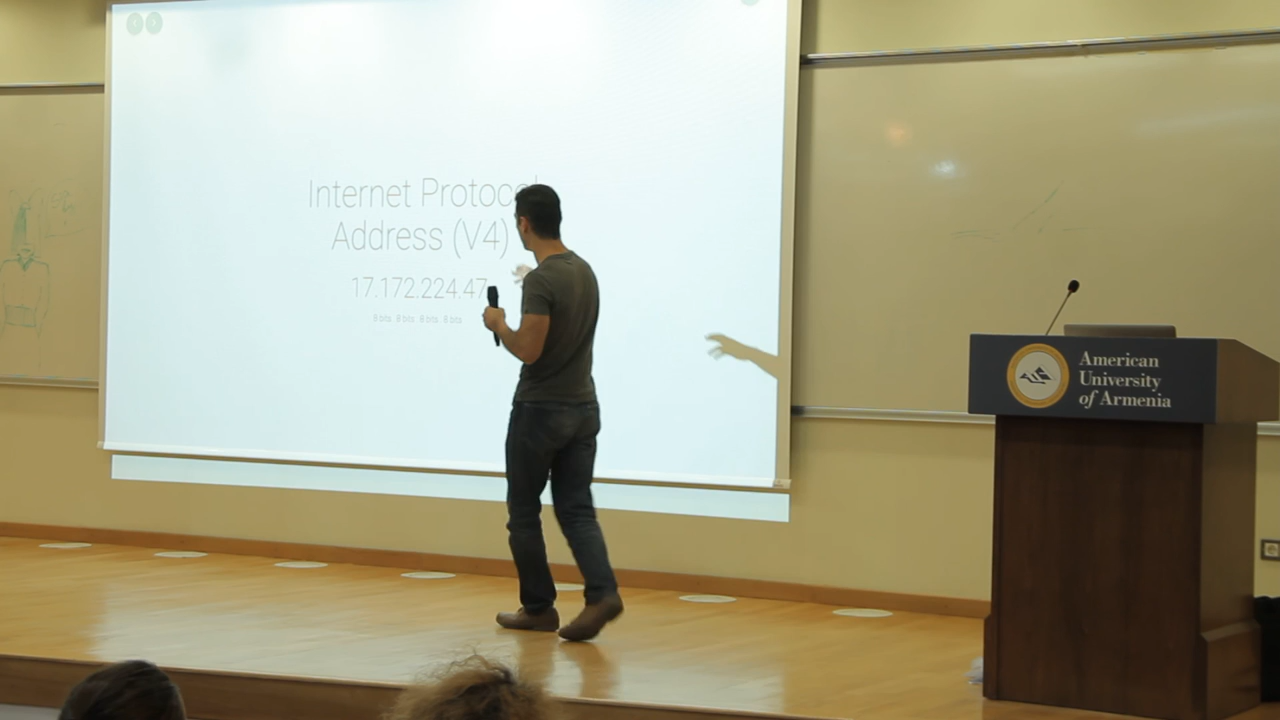 Internet Protocol
Address (V4)
17.172.224.47
8 bits. 8 bits. 8 bits. 8 bits
American
University
of Armenia